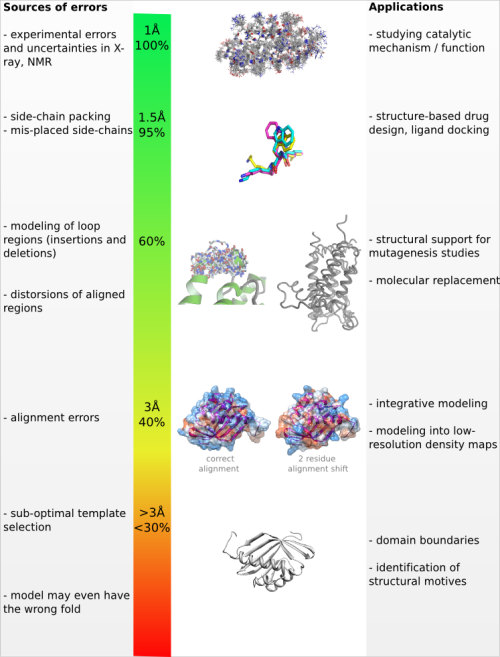 Sources of errors
Applications
- experimental errors
and uncertainties in X-
ray, NMR
1Å
100%
- studying catalytic
mechanism / function
- side-chain packing
- mis-placed side-chains
1.5Å
95%
- structure-based drug
design, ligand docking
- modeling of loop
regions (insertions and
deletions)
- distorsions of aligned
regions
60%
- structural support for
mutagenesis studies
- molecular replacement
- alignment errors
3Å
40%
correct
alignment
2 residue
alignment shift
- integrative modeling
- modeling into low-
resolution density maps
- sub-optimal template
selection
>3Å
<30%
- domain boundaries
- identification of
structural motives
- model may even have
the wrong fold